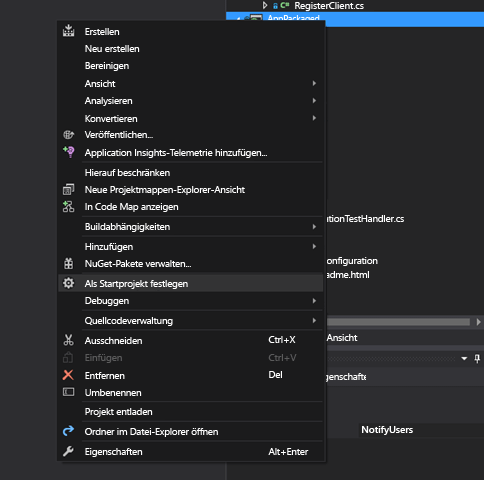 RegisterClient.cs
AppPackaged
Erstellen
Neu erstellen
Bereinigen
Ansicht
Analysieren
Konvertieren
Veröffentlichen...
Application Insights-Telemetrie hinzufügen...
Hierauf beschränken
Neue Projektmappen-Explorer-Ansicht
In Code Map anzeigen
Buildabhängigkeiten
ationTestHandler.cs
Hinzufügen
NuGet-Pakete verwalten...
onfiguration
dme.html
Als Startprojekt festlegen
Debuggen
Quellcodeverwaltung
Ausschneiden Ctrl+X
Ansicht
Einfügen Ctrl+V
Entfernen Del
genschafte
Umbenennen
Projekt entladen
Ordner im Datei-Explorer öffnen
NotifyUsers
Eigenschaften Alt+Enter